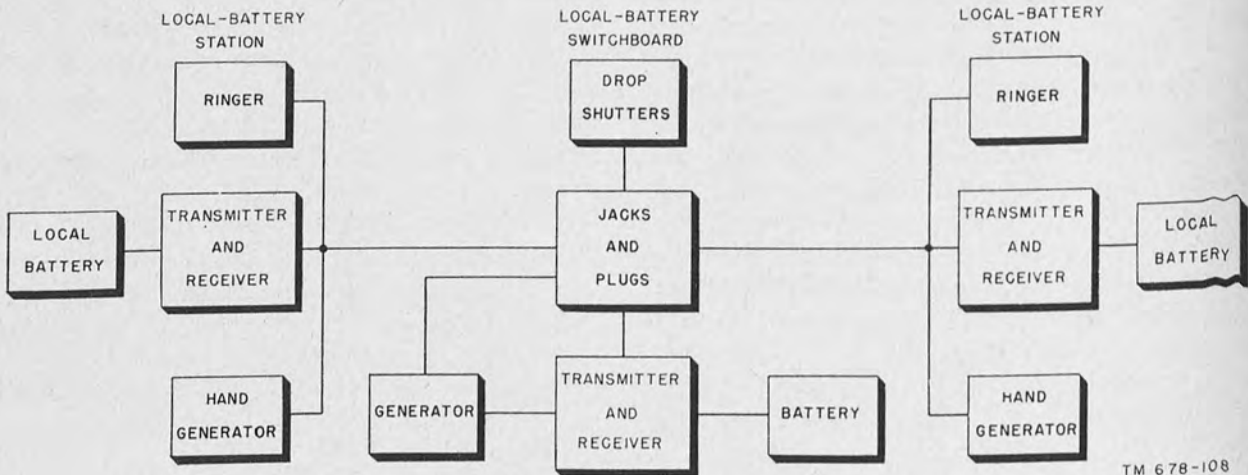 LOCAL-BATTERY
STATION
LOCAL-BATTERY
SWITCHBOARD
LOCAL-BATTERY
STATION
RINGER
DROP
SHUTTERS
RINGER
LOCAL
BATTERY
TRANSMITTER
AND
RECEIVER
JACKS
AND
PLUGS
TRANSMITTER
AND
RECEIVER
LOCAL
BATTERY
HAND
GENERATOR
GENERATOR
TRANSMITTER
AND
RECEIVER
BATTERY
HAND
GENERATOR
TM 678-108